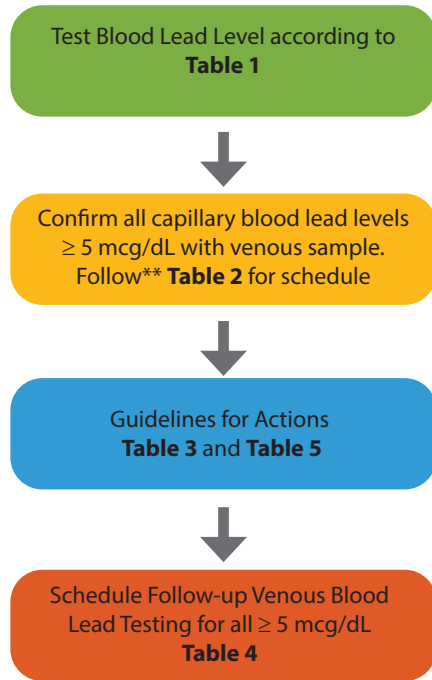 Test Blood Lead Level according to
Table 1
Confirm all capillary blood lead levels
≥ 5 mcg/dL with venous sample.
Follow** Table 2 for schedule
Guidelines for Actions
Table 3 and Table 5
Schedule Follow-up Venous Blood
Lead Testing for all ≥ 5 mcg/dL
Table 4